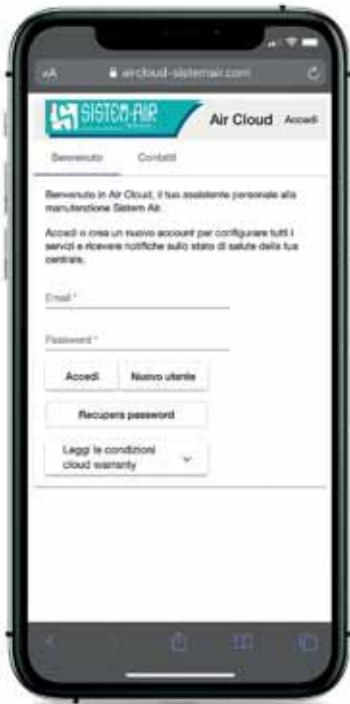 AA aircloud-sistemair.com
SISTEM-AIR
Air Cloud Accedi
Benvenuto Contatti
Benvenuto in Air Cloud, il tuo assistente personale alla
manutenzione Sistem Air.
Accedi o crea un nuovo account per configurare tutti i
servizi e ricevere notifiche sullo stato di salute della tua
centrale.
Email *
Password *
Accedi Nuovo utente
Recupera password
Leggi le condizioni
cloud warranty